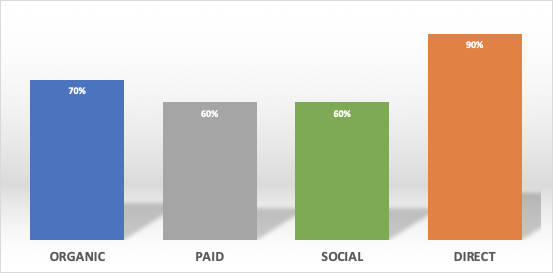 90%
70%
60%
60%
ORGANIC
PAID
SOCIAL
DIRECT